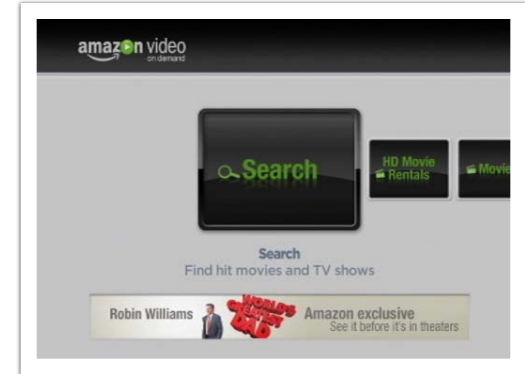 amazon video
on demand
Search
HD Movie
Rentals
Movie
Search
Find hit movies and TV shows
Robin Williams
WORLD'S
GREATEST
DAD
Amazon exclusive
See it before it's in theaters